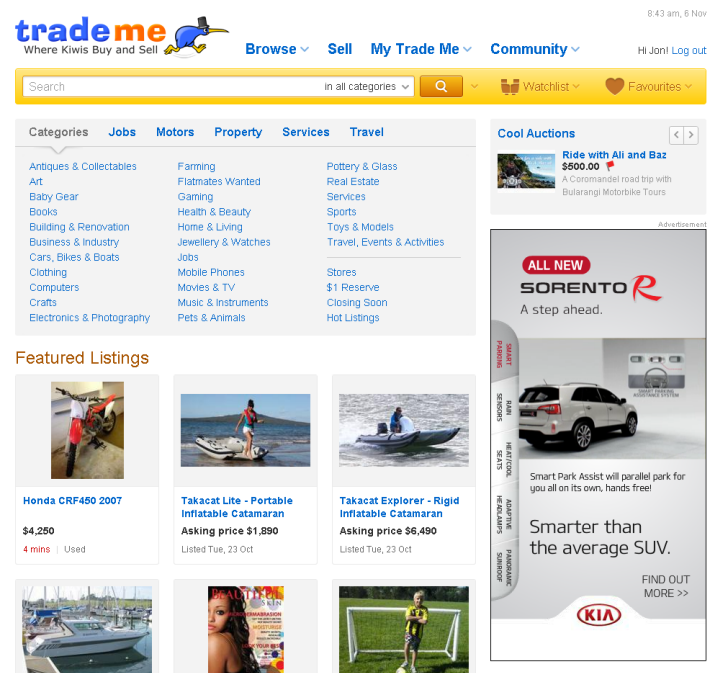 8:43 am, 6 Nov
trademe
Where Kiwis Buy and Sell
Browse Sell My Trade Me Community
Hi Jon! Log out
Search in all categories Watchlist Favourites
Categories Jobs Motors Property Services Travel
Antiques & Collectables
Art
Baby Gear
Books
Building & Renovation
Business & Industry
Cars, Bikes & Boats
Clothing
Computers
Crafts
Electronics & Photography
Farming
Flatmates Wanted
Gaming
Health & Beauty
Home & Living
Jewellery & Watches
Jobs
Mobile Phones
Movies & TV
Music & Instruments
Pets & Animals
Pottery & Glass
Real Estate
Services
Sports
Toys & Models
Travel, Events & Activities
Stores
$1 Reserve
Closing Soon
Hot Listings
Cool Auctions
Ride with Ali and Baz
$500.00
A Coromandel road trip with
Bularangi Motorbike Tours
Advertisement
ALL NEW
SORENTO R
A step ahead.
SMART
PARKING
RAIN
SENSORS
HEAT/COOL
SEATS
ADAPTIVE
HEADLAMPS
PANORAMIC
SUNROOF
SMART PARKING
ASSISTANCE SYSTEM
Smart Park Assist will parallel park for
you all on its own, hands free!
Smarter than
the average SUV.
FIND OUT
MORE >>
KIA
Featured Listings
Honda CRF450 2007
$4,250
4 mins | Used
Takacat Lite - Portable
Inflatable Catamaran
Asking price $1,890
Listed Tue, 23 Oct
Takacat Explorer - Rigid
Inflatable Catamaran
Asking price $6,490
Listed Tue, 23 Oct
BEAUTIFUL
SKIN